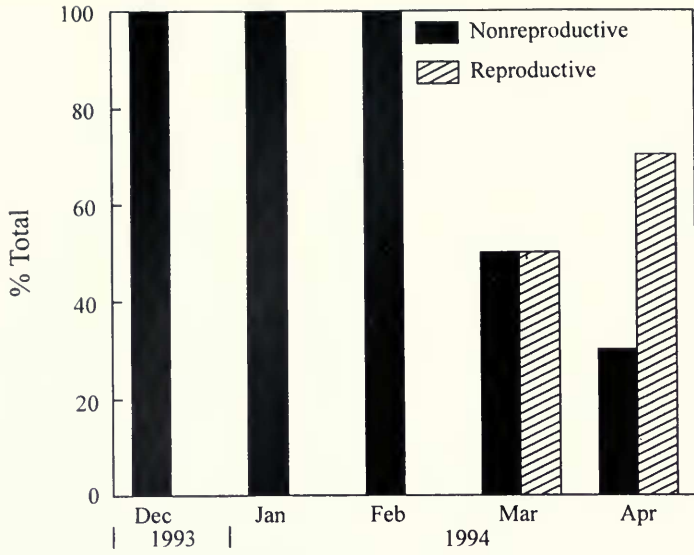 100
80
60
40
20
0
% Total
Nonreproductive
Reproductive
Dec Jan Feb Mar Apr
1993 1994